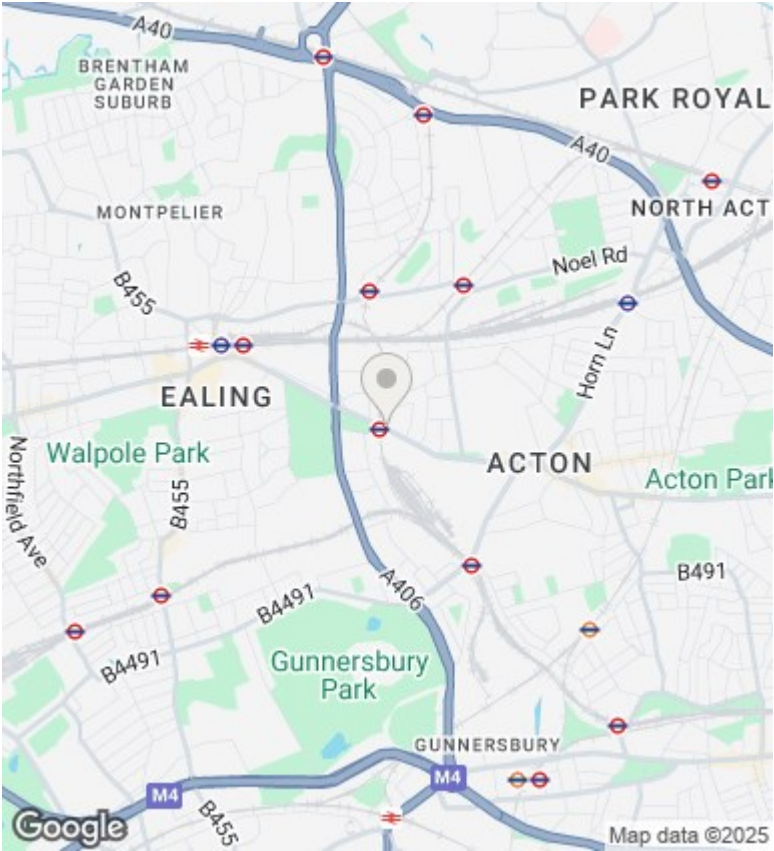 A40
BRENTHAM
GARDEN
SUBURB
PARK ROYAL
A40
MONTPELIER
NORTH ACT
Noel Rd
B455
Horn Ln
EALING
Walpole Park
ACTON
Northfield Ave
B455
Acton Park
A406
B491
B4491
B4491
Gunnersbury
Park
GUNNERSBURY
M4
M4
B455
Google
Map data ©2025